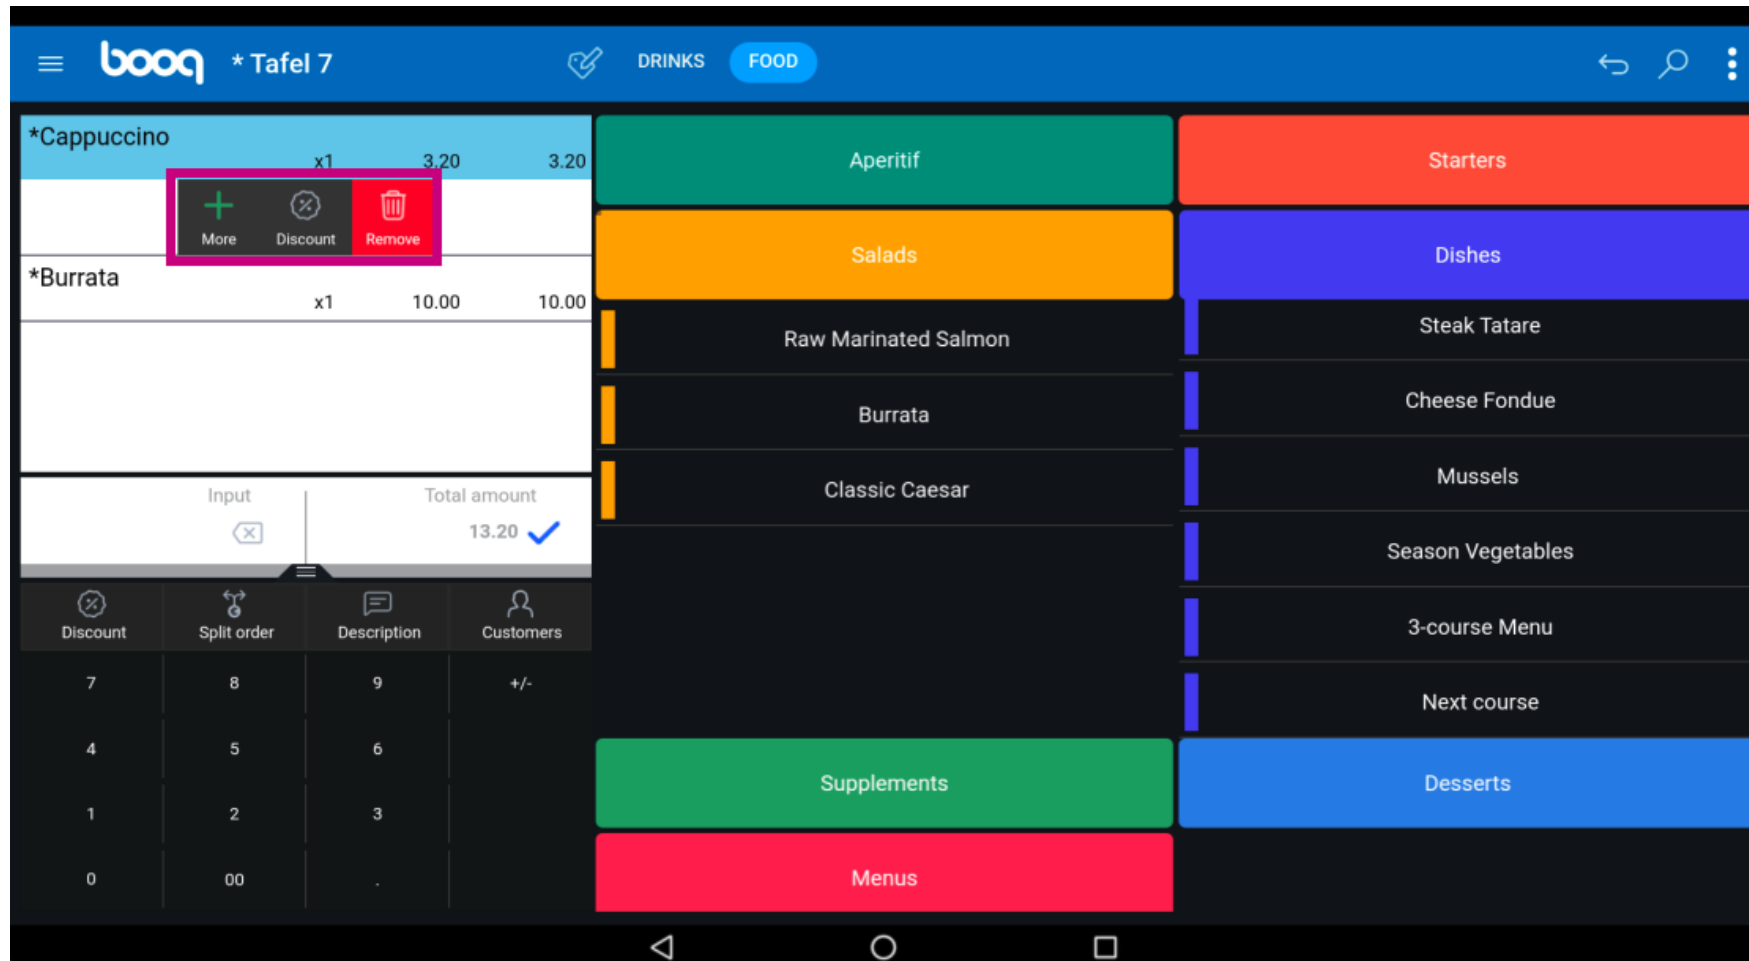 booq * Tafel 7 DRINKS FOOD
*Cappuccino
x1 3.20 3.20
More Discount Remove
*Burrata
x1 10.00 10.00
Input Total amount
13.20
Discount Split order Description Customers
7 8 9 +/-
4 5 6
1 2 3
0 00 .
Aperitif
Starters
Salads
Raw Marinated Salmon
Burrata
Classic Caesar
Dishes
Steak Tatare
Cheese Fondue
Mussels
Season Vegetables
3-course Menu
Next course
Supplements
Desserts
Menus